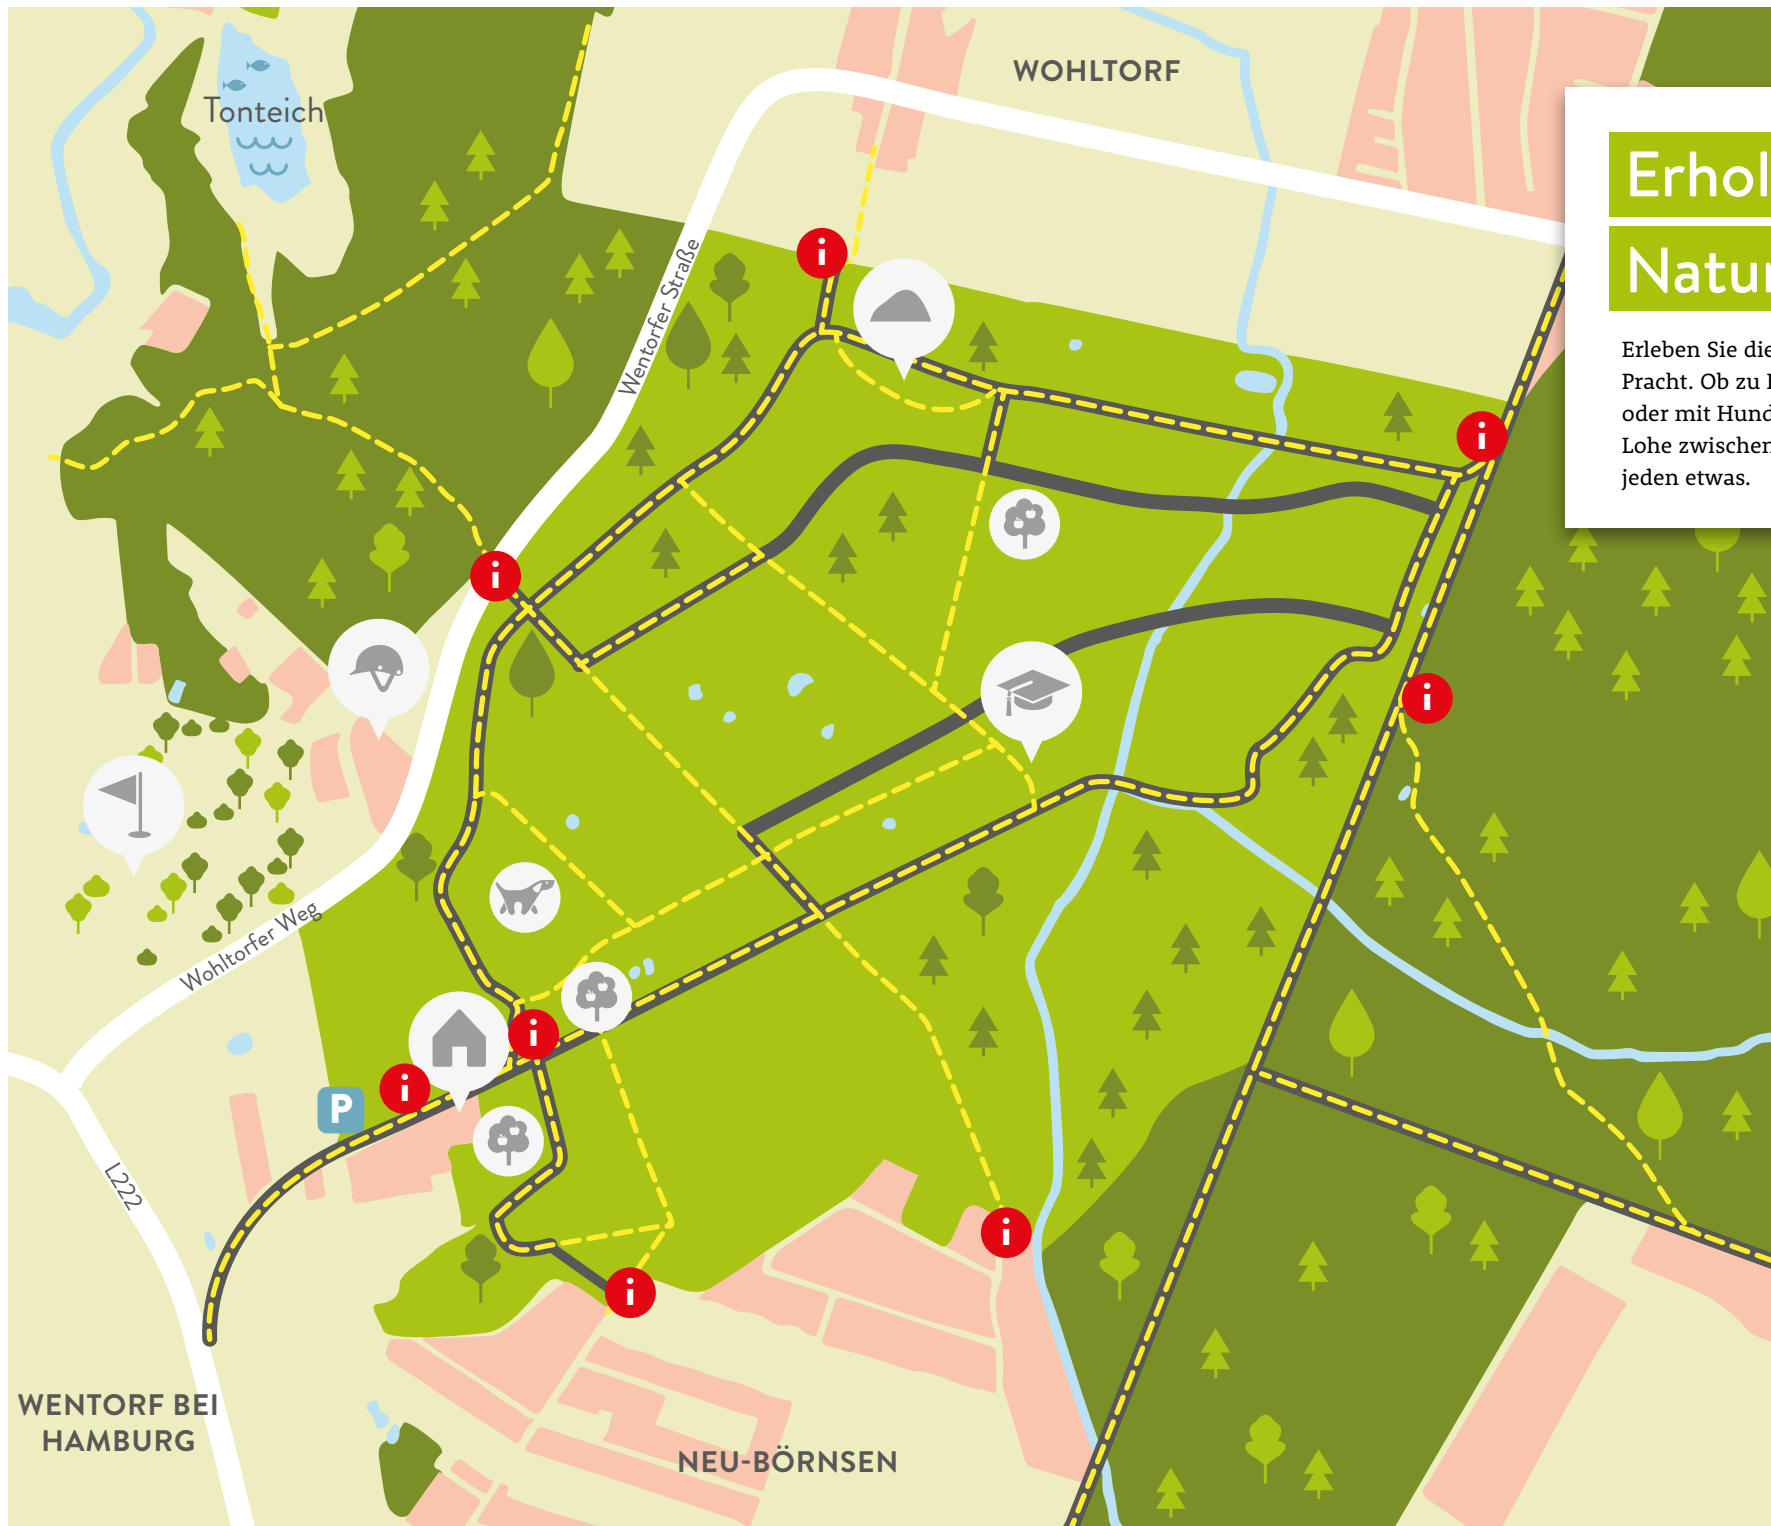 WOHLTORF
Tonteich
Erhol
Natur
Erleben Sie die
Pracht. Ob zu
oder mit Hund
Lohe zwischen
jeden etwas.
Wentorfer Straße
i
i
i
i
i
i
i
i
Wohltorfer Weg
P
L222
WENTORF BEI
HAMBURG
NEU-BÖRNSEN